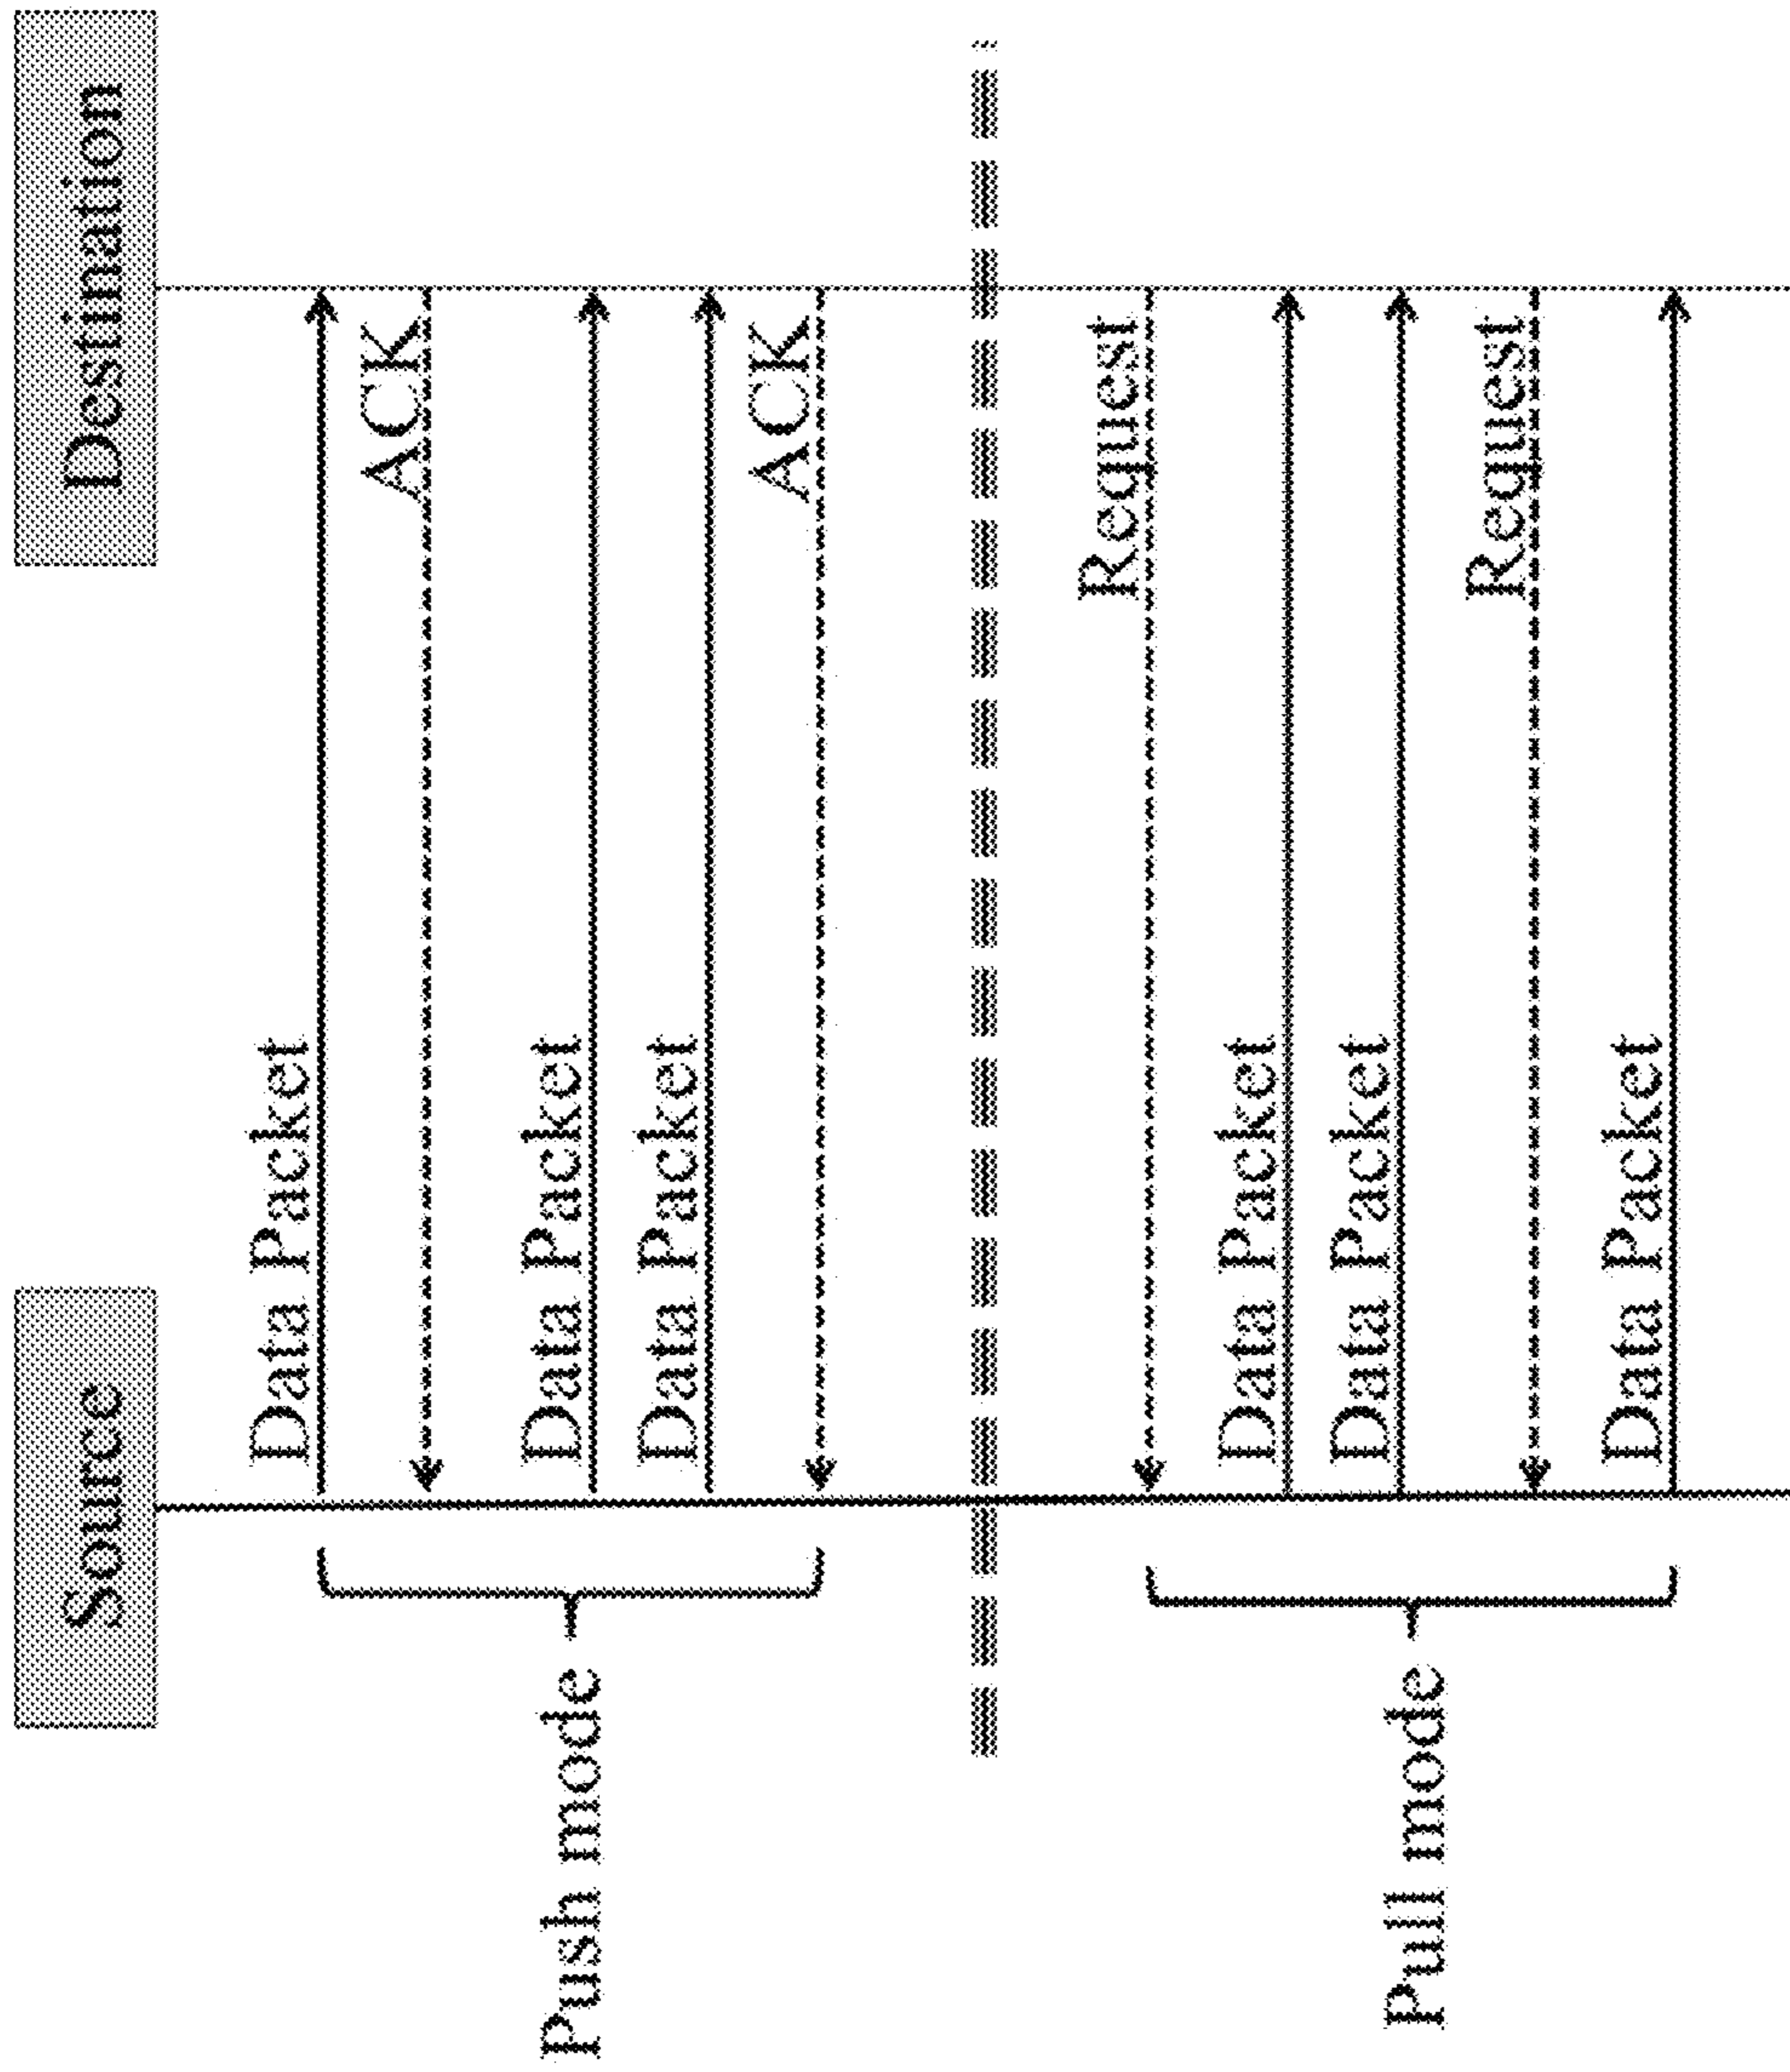 Source
Destination
Push mode
Data Packet
ACK
Data Packet
Data Packet
ACK
Pull mode
Request
Data Packet
Data Packet
Request
Data Packet